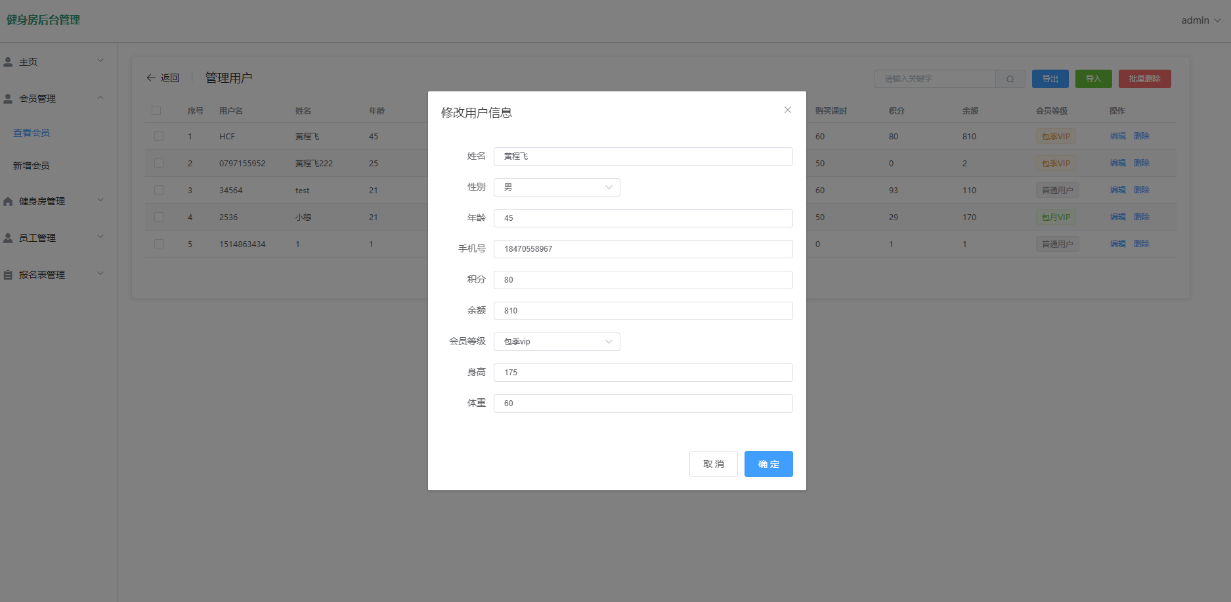 健身房后台管理
admin
主页
会员管理
查看会员
新增会员
健身房管理
员工管理
报名表管理
返回 管理用户
请输入关键字 导出 导入 批量删除
序号 用户名 姓名 年龄 购买课时 积分 余额 会员等级 操作
1 HCF 黄程飞 45 60 80 810 包季VIP 编辑 删除
2 0797155952 黄程飞222 25 50 0 2 包季VIP 编辑 删除
3 34564 test 21 60 93 110 普通用户 编辑 删除
4 2536 21 50 29 170 包月VIP 编辑 删除
5 1514863434 1 1 0 1 1 普通用户 编辑 删除
修改用户信息
姓名 黄程飞
性别 男
年龄 45
手机号 18470558967
积分 80
余额 810
会员等级 包季vip
身高 175
体重 60
取 消 确 定